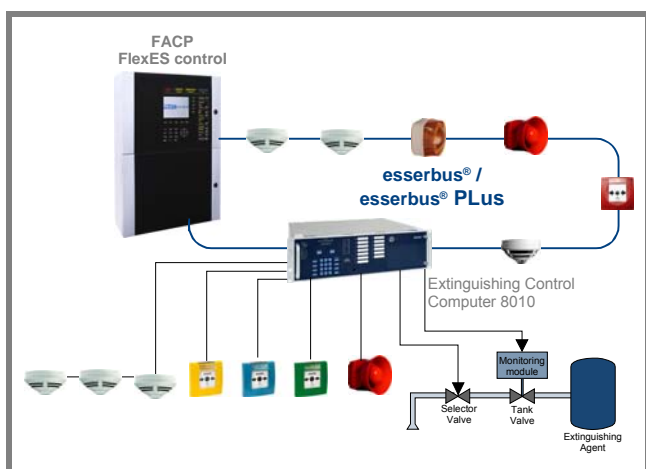 FACP
FlexES control
esserbus® /
esserbus® PLus
Extinguishing Control
Computer 8010
Monitoring
module
Selector
Valve
Tank
Valve
Extinguishing
Agent